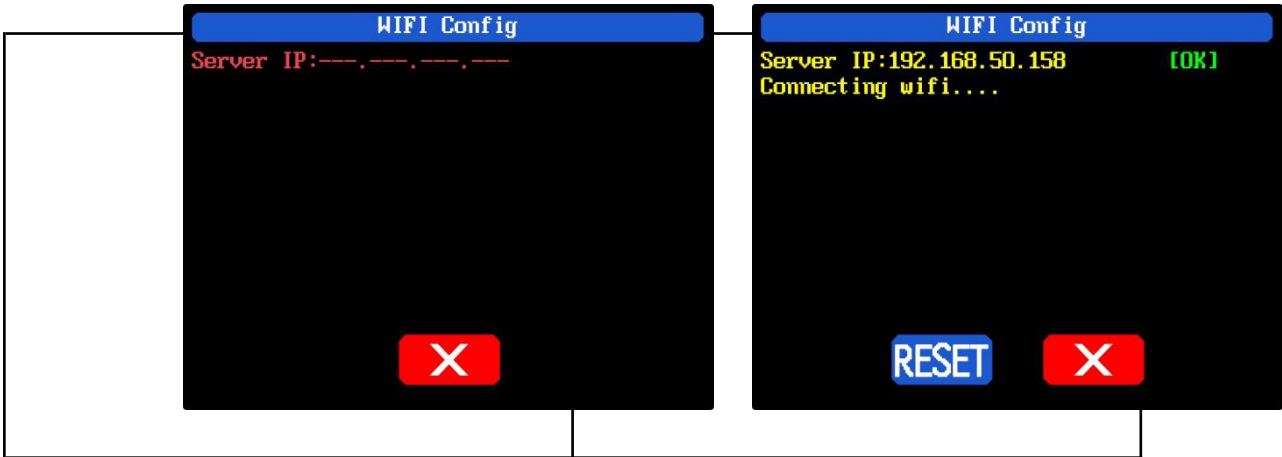 WIFI Config
Server IP:---.---.---.---
X
WIFI Config
Server IP:192.168.50.158 [OK]
Connecting wifi....
RESET X